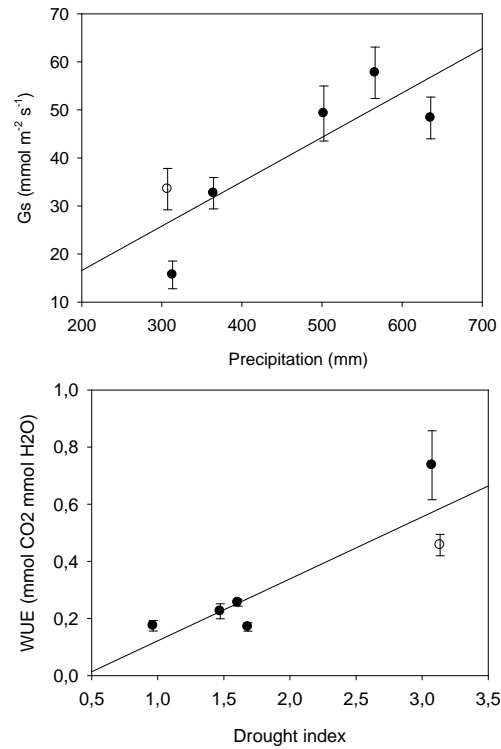 70
60
50
40
30
20
10
Gs (mmol m⁻² s⁻¹)
200 300 400 500 600 700
Precipitation (mm)
1,0
0,8
0,6
0,4
0,2
0,0
WUE (mmol CO2 mmol H2O)
0,5 1,0 1,5 2,0 2,5 3,0 3,5
Drought index